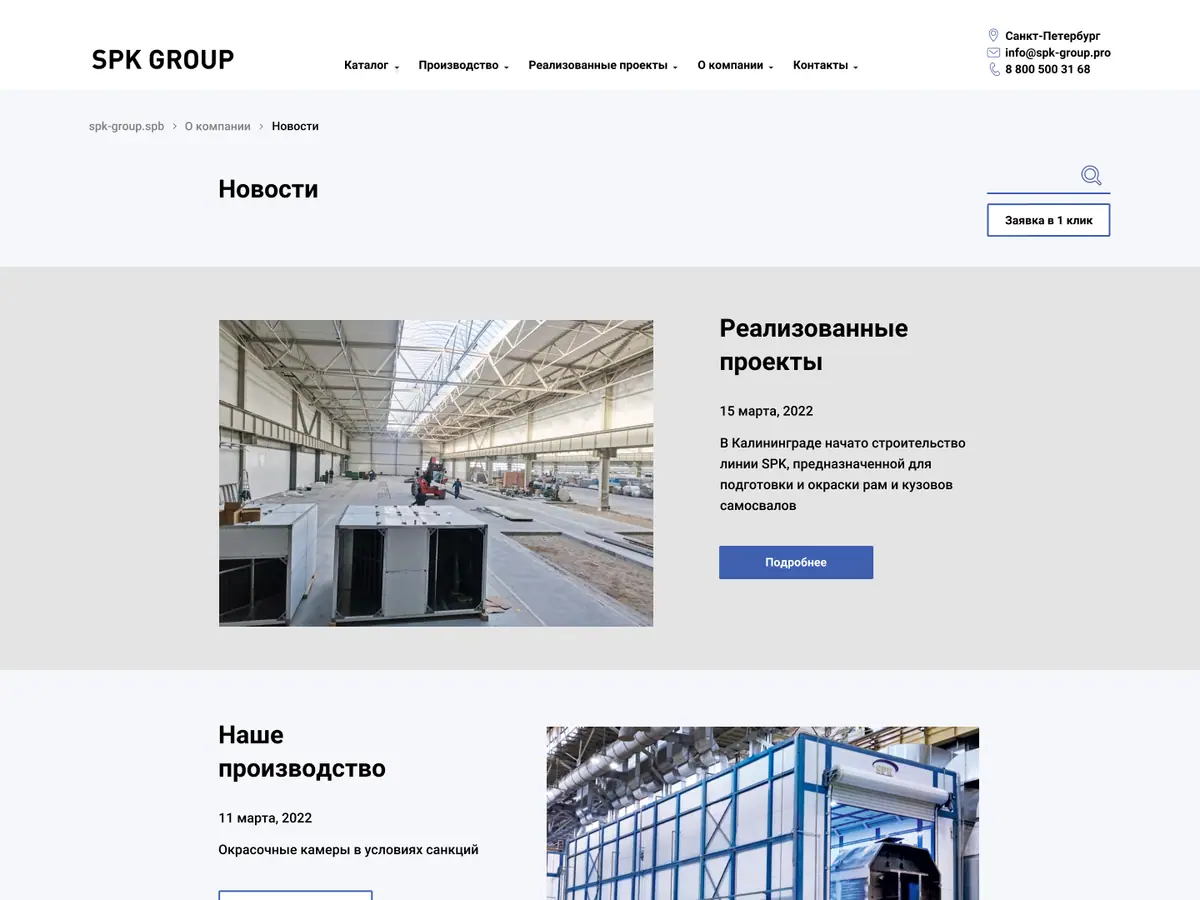 SPK GROUP
Каталог
Производство
Реализованные проекты
О компании
Контакты
Санкт-Петербург
info@spk-group.pro
8 800 500 31 68
spk-group.spb > О компании > Новости
Новости
Заявка в 1 клик
Реализованные
проекты
15 марта, 2022
В Калининграде начато строительство
линии SPK, предназначенной для
подготовки и окраски рам и кузовов
самосвалов
Подробнее
Наше
производство
11 марта, 2022
Окрасочные камеры в условиях санкций
SPK